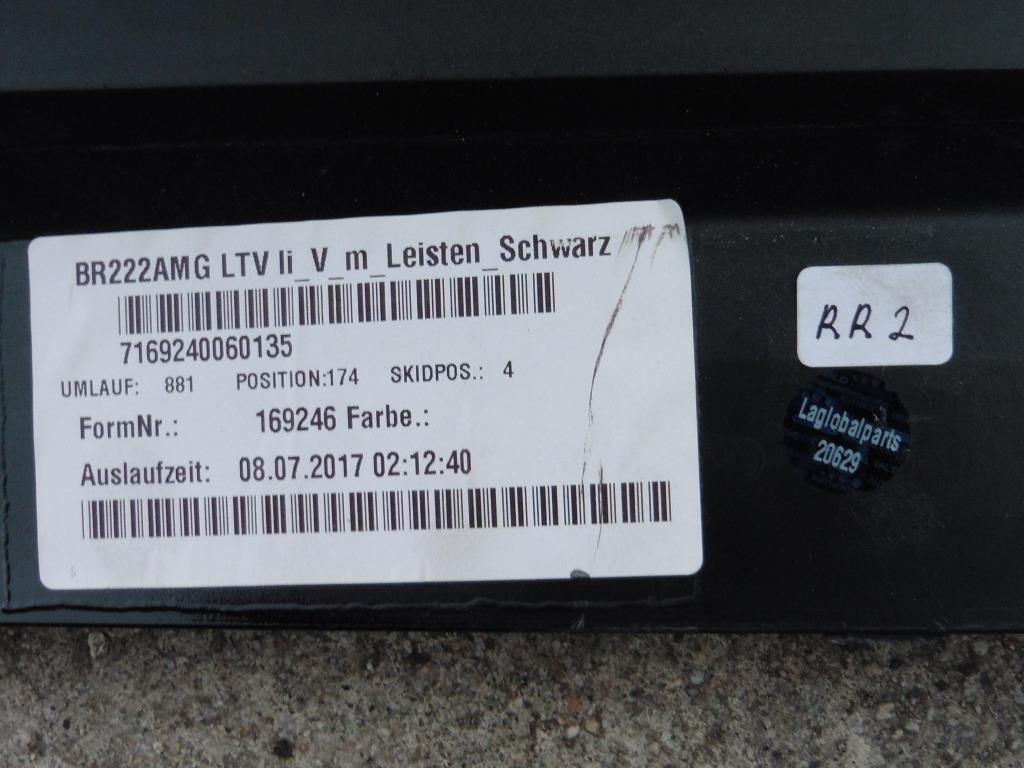 BR222AMG LTV li_V_m_Leisten_Schwarz
7169240060135
UMLAUF: 881 POSITION:174 SKIDPOS.: 4
FormNr.: 169246 Farbe.:
Auslaufzeit: 08.07.2017 02:12:40
RR2
Laglobalparts
20629